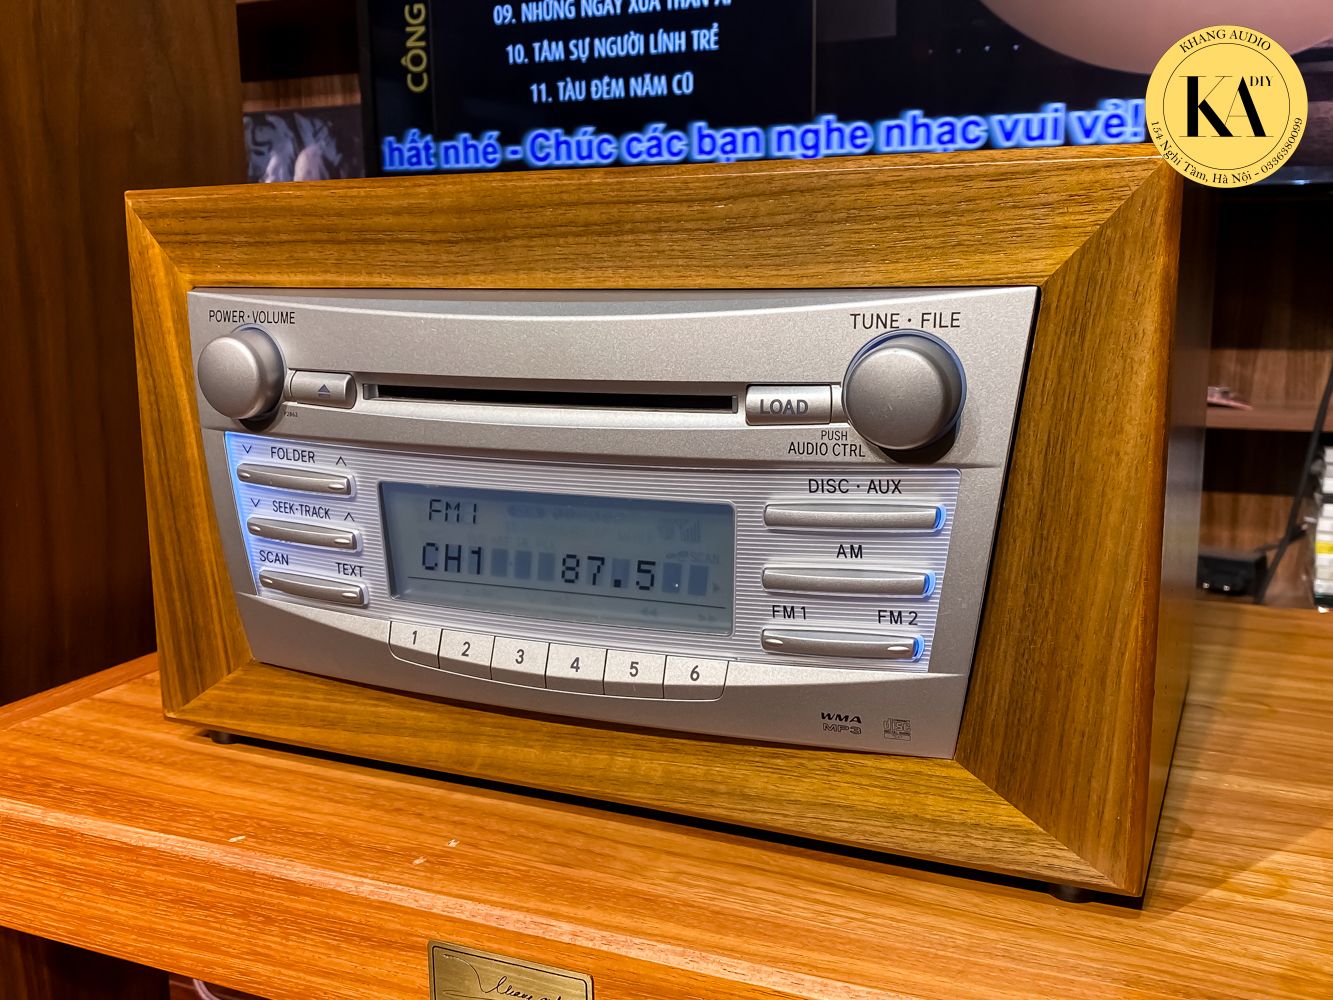 CÔNG
09. NHỮNG NGÀY XƯA THÂN ÁI
10. TÂM SỰ NGƯỜI LÍNH TRẺ
11. TÀU ĐÊM NĂM CŨ
hất nhé - Chúc các bạn nghe nhạc vui vẻ!
KHANG AUDIO
KA DIY
154 Nghi Tàm, Hà Nội - 0336380099
POWER·VOLUME
TUNE · FILE
LOAD
PUSH
AUDIO CTRL
FOLDER
SEEK·TRACK
SCAN
TEXT
FM1
CH1 87.5
DISC · AUX
AM
FM1 FM2
1 2 3 4 5 6
WMA
MP3